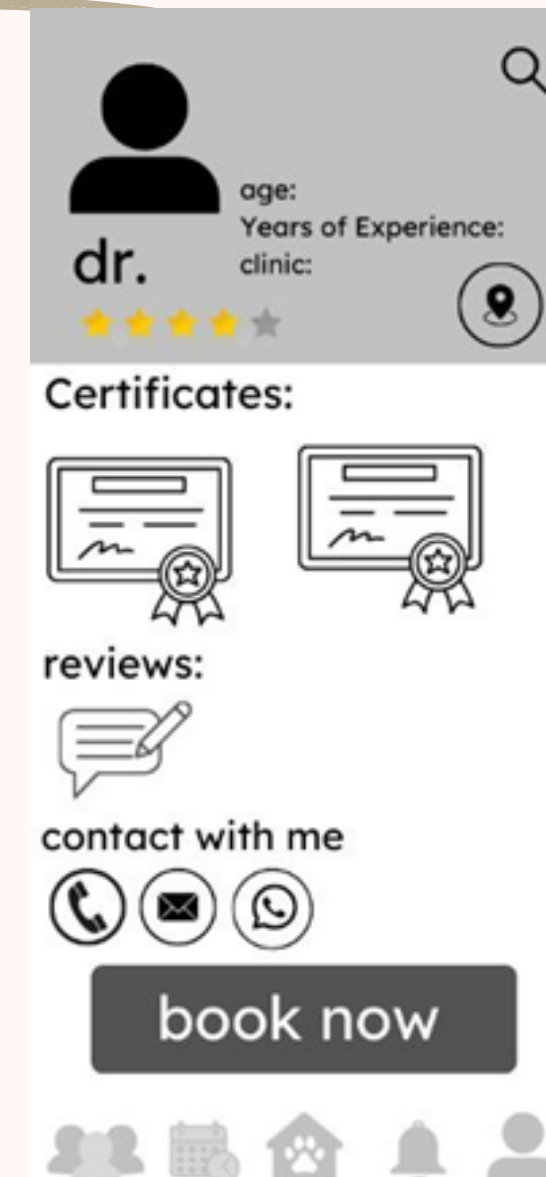 age:
Years of Experience:
clinic:
dr.
Certificates:
reviews:
contact with me
book now